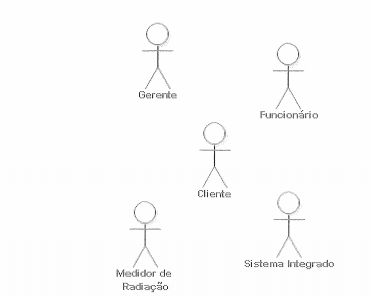 Gerente
Funcionário
Cliente
Medidor de
Radiação
Sistema Integrado